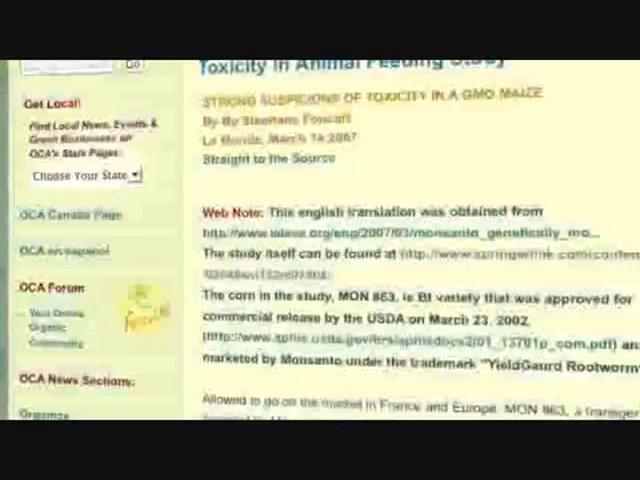 Go
Get Local!
Find Local News, Events &
Green Businesses on
OCA's State Pages:
Choose Your State
OCA Canada Page
OCA en español
OCA Forum
Your Online
Organic
Community
OCA News Sections:
Organize
Toxicity in Animal Feeding Study
STRONG SUSPICIONS OF TOXICITY IN A GMO MAIZE
By By Stephane Foucart
Le Monde, March 14 2007
Straight to the Source
Web Note: This english translation was obtained from
The study itself can be found at
The corn in the study, MON 863, is Bt variety that was approved for
commercial release by the USDA on March 23, 2002.
marketed by Monsanto under the trademark "YieldGaurd Rootworm
Allowed to go on the market in France and Europe, MON 863, a transgen